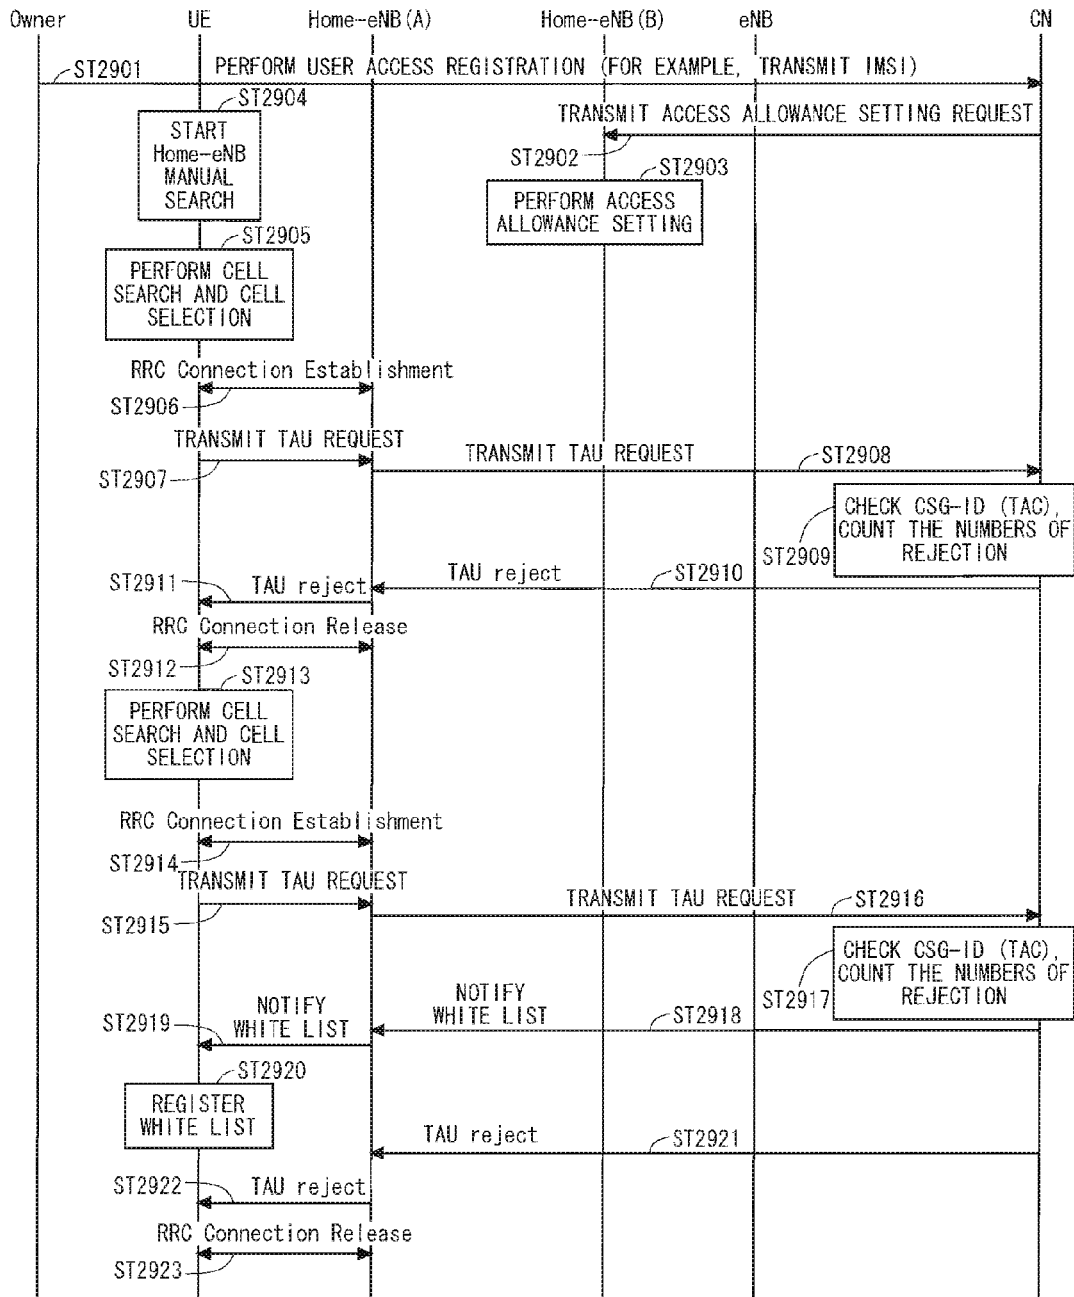 Owner UE Home-eNB(A) Home-eNB(B) eNB CN
ST2901 PERFORM USER ACCESS REGISTRATION (FOR EXAMPLE, TRANSMIT IMSI)
ST2904
START
Home-eNB
MANUAL
SEARCH
TRANSMIT ACCESS ALLOWANCE SETTING REQUEST
ST2902
ST2903
PERFORM ACCESS
ALLOWANCE SETTING
ST2905
PERFORM CELL
SEARCH AND CELL
SELECTION
RRC Connection Establishment
ST2906
TRANSMIT TAU REQUEST
ST2907
TRANSMIT TAU REQUEST
ST2908
CHECK CSG-ID (TAC),
COUNT THE NUMBERS OF
REJECTION
ST2909
TAU reject
ST2910
ST2911
TAU reject
RRC Connection Release
ST2912
ST2913
PERFORM CELL
SEARCH AND CELL
SELECTION
RRC Connection Establishment
ST2914
TRANSMIT TAU REQUEST
ST2915
TRANSMIT TAU REQUEST
ST2916
CHECK CSG-ID (TAC),
COUNT THE NUMBERS OF
REJECTION
ST2917
NOTIFY
WHITE LIST
ST2918
NOTIFY
WHITE LIST
ST2919
ST2920
REGISTER
WHITE LIST
TAU reject
ST2921
ST2922
TAU reject
RRC Connection Release
ST2923